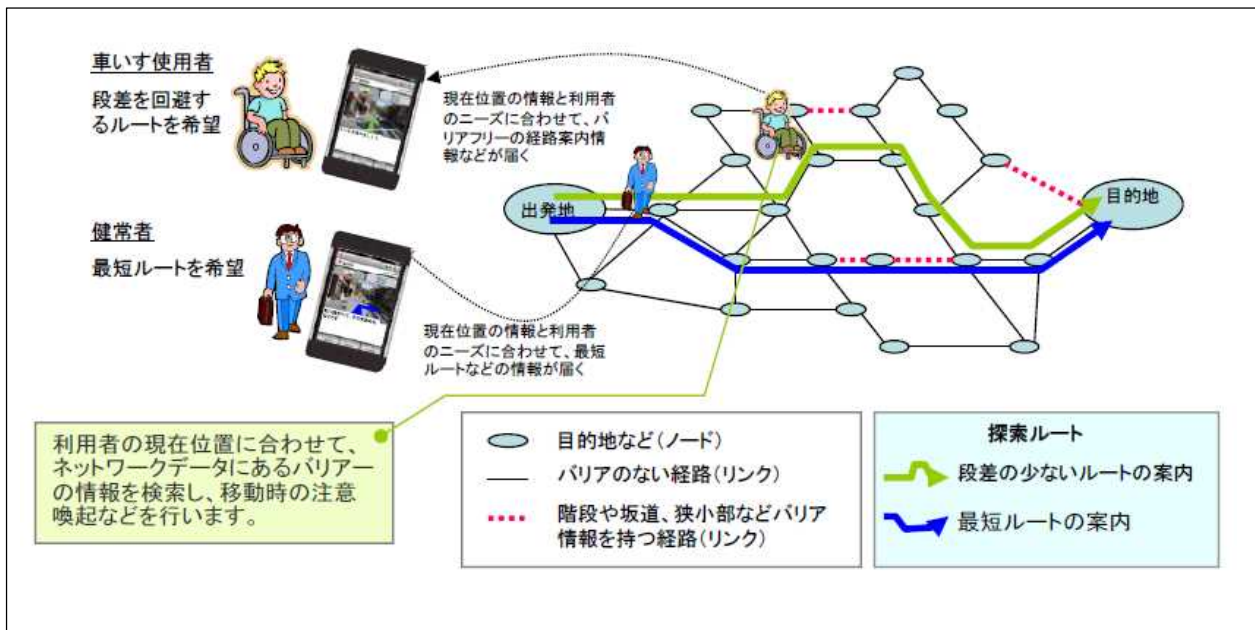 車いす使用者
段差を回避す
るルートを希望
現在位置の情報と利用者
のニーズに合わせて、バ
リアフリーの経路案内情
報などが届く
健常者
最短ルートを希望
現在位置の情報と利用者
のニーズに合わせて、最短
ルートなどの情報が届く
出発地
目的地
利用者の現在位置に合わせて、
ネットワークデータにあるバリアー
の情報を検索し、移動時の注意
喚起などを行います。
目的地など(ノード)
バリアのない経路(リンク)
階段や坂道、狭小部などバリア
情報を持つ経路(リンク)
探索ルート
段差の少ないルートの案内
最短ルートの案内